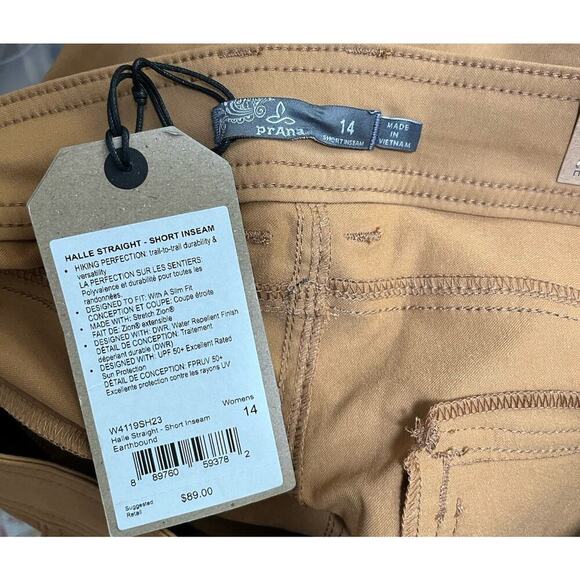 prAna
14
SHORT INSEAM
MADE IN
VIETNAM
HALLE STRAIGHT - SHORT INSEAM
• HIKING PERFECTION: trail-to-trail durability &
versatility
LA PERFECTION SUR LES SENTIERS:
Polyvalence et durabilité pour toutes les
randonnées.
• DESIGNED TO FIT: With A Slim Fit
CONCEPTION ET COUPE: Coupe étroite
• MADE WITH: Stretch Zion®
FAIT DE: Zion® extensible
• DESIGNED WITH: DWR, Water Repellent Finish
DÉTAIL DE CONCEPTION: Traitement
déperlant durable (DWR)
• DESIGNED WITH: UPF 50+ Excellent Rated
Sun Protection
DÉTAIL DE CONCEPTION: FPRUV 50+
Excellente protection contre les rayons UV
W4119SH23
Womens
Halle Straight - Short Inseam
14
Earthbound
8 89760 59378 2
Suggested
Retail
$89.00